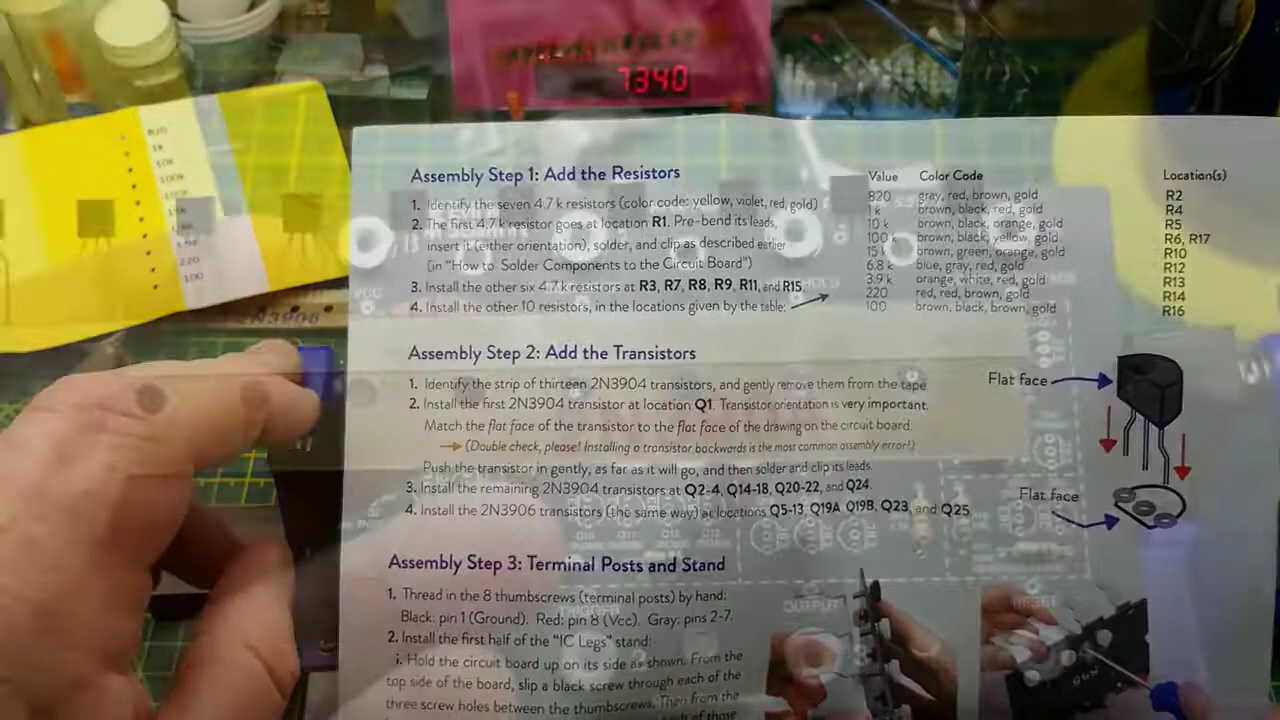 7340
820
1k
10k
100k
220
100
2N3906
Assembly Step 1: Add the Resistors
1. Identify the seven 4.7 k resistors (color code: yellow, violet, red, gold)
2. The first 4.7 k resistor goes at location R1. Pre-bend its leads,
insert it (either orientation), solder, and clip as described earlier
(in "How to Solder Components to the Circuit Board")
3. Install the other six 4.7 k resistors at R3, R7, R8, R9, R11, and R15.
4. Install the other 10 resistors, in the locations given by the table:
Value Color Code Location(s)
820 gray, red, brown, gold R2
1 k brown, black, red, gold R4
10 k brown, black, orange, gold R5
100 k brown, black, yellow, gold R6, R17
15 k brown, green, orange, gold R10
6.8 k blue, gray, red, gold R12
3.9 k orange, white, red, gold R13
220 red, red, brown, gold R14
100 brown, black, brown, gold R16
Assembly Step 2: Add the Transistors
1. Identify the strip of thirteen 2N3904 transistors, and gently remove them from the tape
2. Install the first 2N3904 transistor at location Q1. Transistor orientation is very important.
Match the flat face of the transistor to the flat face of the drawing on the circuit board.
(Double check, please! Installing a transistor backwards is the most common assembly error!)
Push the transistor in gently, as far as it will go, and then solder and clip its leads.
3. Install the remaining 2N3904 transistors at Q2-4, Q14-18, Q20-22, and Q24.
4. Install the 2N3906 transistors (the same way) at locations Q5-13, Q19A Q19B, Q23, and Q25
Flat face
Flat face
Assembly Step 3: Terminal Posts and Stand
1. Thread in the 8 thumbscrews (terminal posts) by hand:
Black: pin 1 (Ground). Red: pin 8 (Vcc). Gray: pins 2-7.
2. Install the first half of the "IC Legs" stand:
i. Hold the circuit board up on its side as shown. From the
top side of the board, slip a black screw through each of the
three screw holes between the thumbscrews. Then from the
TRIGGER
OUTPUT
RESET